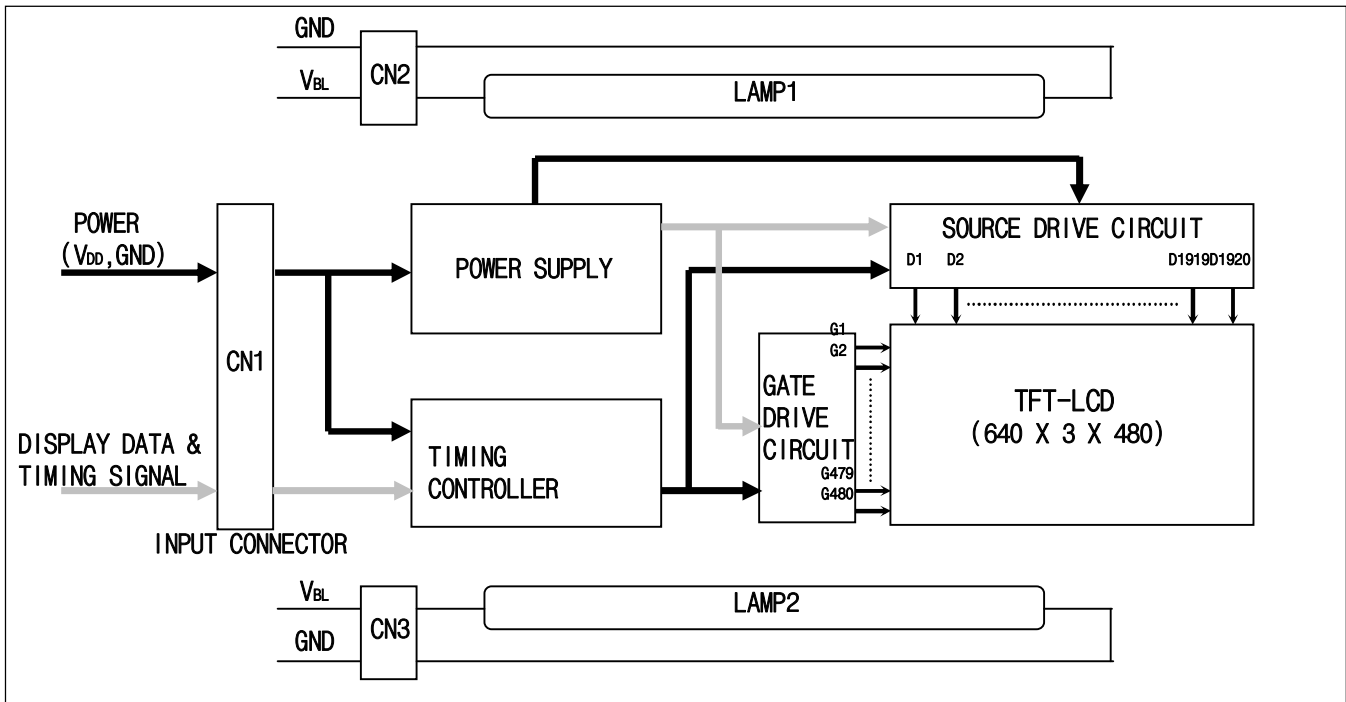 GND
VBL
CN2
LAMP1
POWER
(VDD,GND)
CN1
POWER SUPPLY
SOURCE DRIVE CIRCUIT
D1 D2 D1919D1920
G1
G2
GATE
DRIVE
CIRCUIT
G479
G480
TFT-LCD
(640 X 3 X 480)
DISPLAY DATA &
TIMING SIGNAL
TIMING
CONTROLLER
INPUT CONNECTOR
VBL
GND
CN3
LAMP2